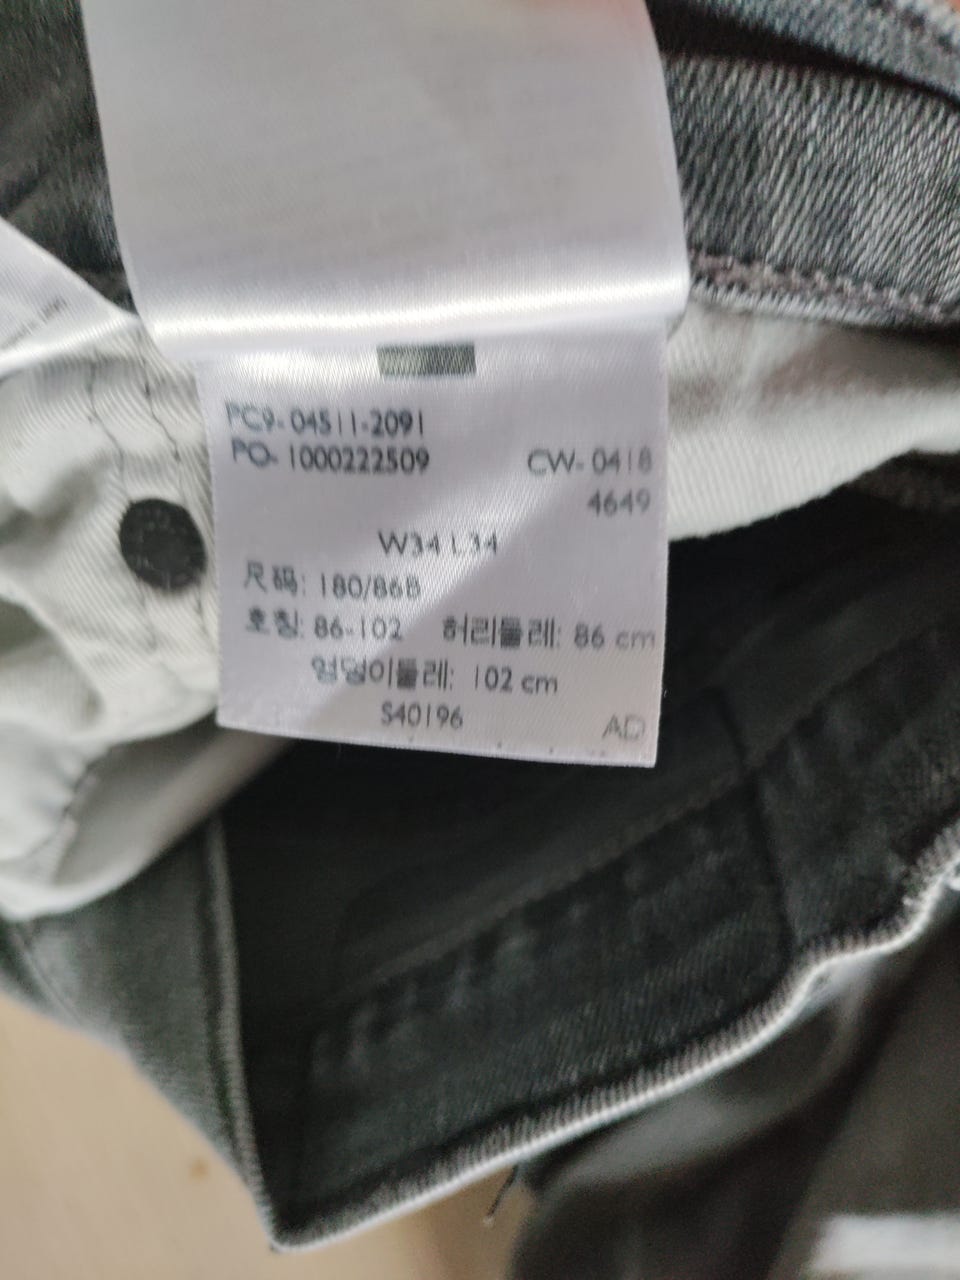 PC9-04511-2091
PO-1000222509 CW-0418
4649
W34 L34
尺码: 180/86B
호칭: 86-102 허리둘레: 86 cm
엉덩이둘레: 102 cm
S40196 AD